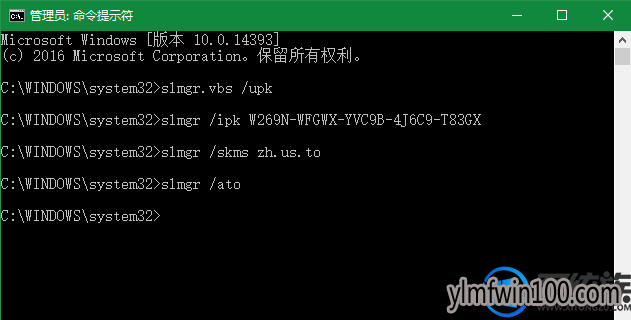 管理员: 命令提示符
Microsoft Windows [版本 10.0.14393]
(c) 2016 Microsoft Corporation。保留所有权利。
C:\WINDOWS\system32>slmgr.vbs /upk
C:\WINDOWS\system32>slmgr /ipk W269N-WFGWX-YVC9B-4J6C9-T83GX
C:\WINDOWS\system32>slmgr /skms zh.us.to
C:\WINDOWS\system32>slmgr /ato
C:\WINDOWS\system32>
ylmfwin100.com